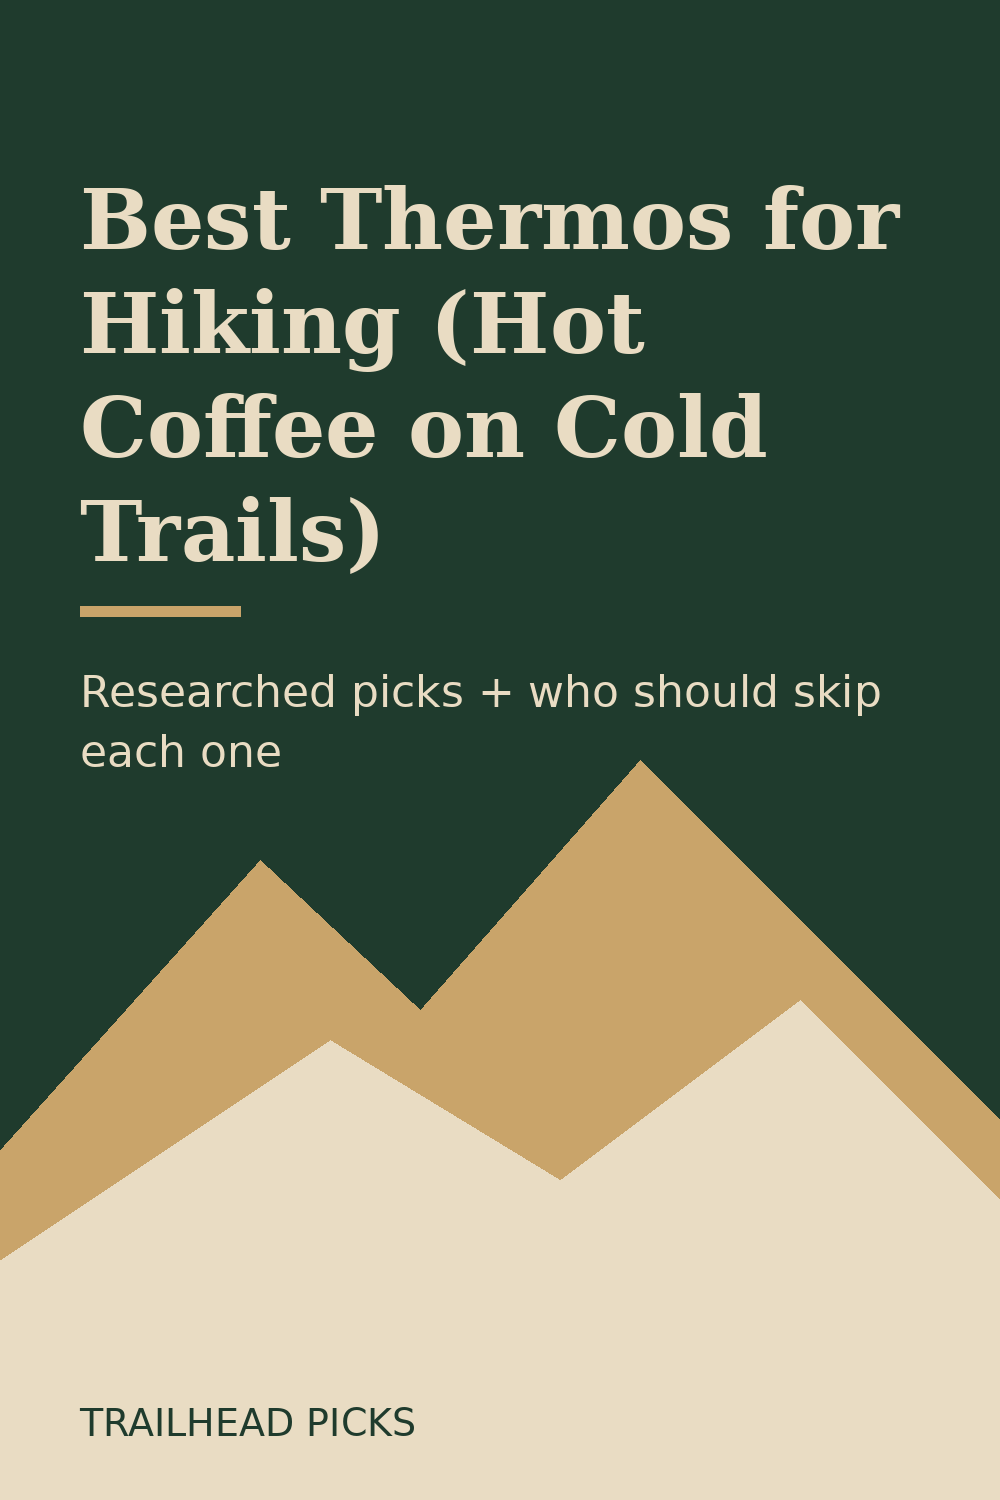 Best Thermos for
Hiking (Hot
Coffee on Cold
Trails)
Researched picks + who should skip
each one
TRAILHEAD PICKS